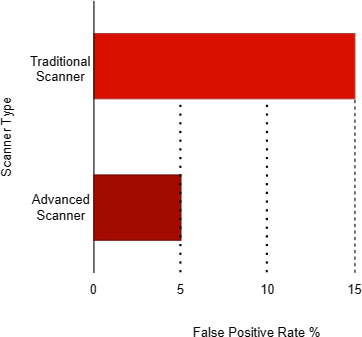 Traditional
Scanner
Scanner Type
Advanced
Scanner
0 5 10 15
False Positive Rate %